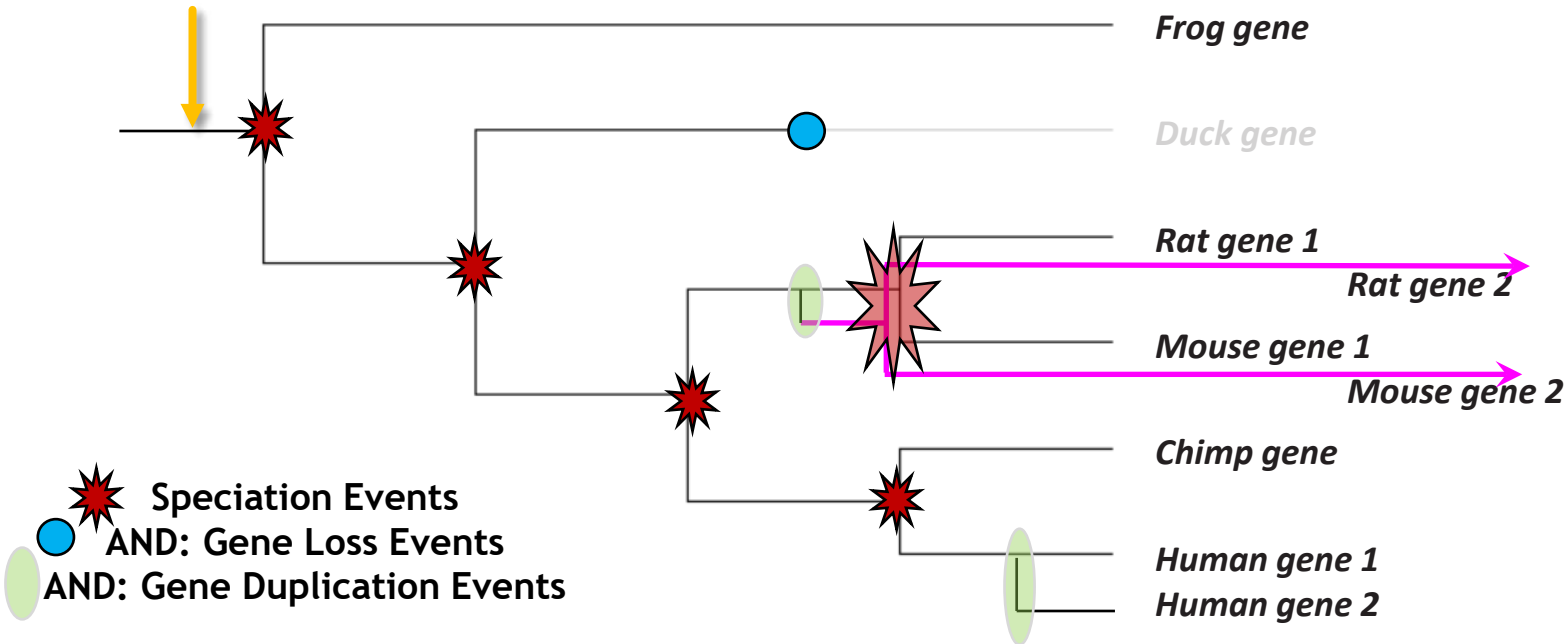 Frog gene
Duck gene
Rat gene 1
Rat gene 2
Mouse gene 1
Mouse gene 2
Chimp gene
Speciation Events
AND: Gene Loss Events
Human gene 1
AND: Gene Duplication Events
Human gene 2